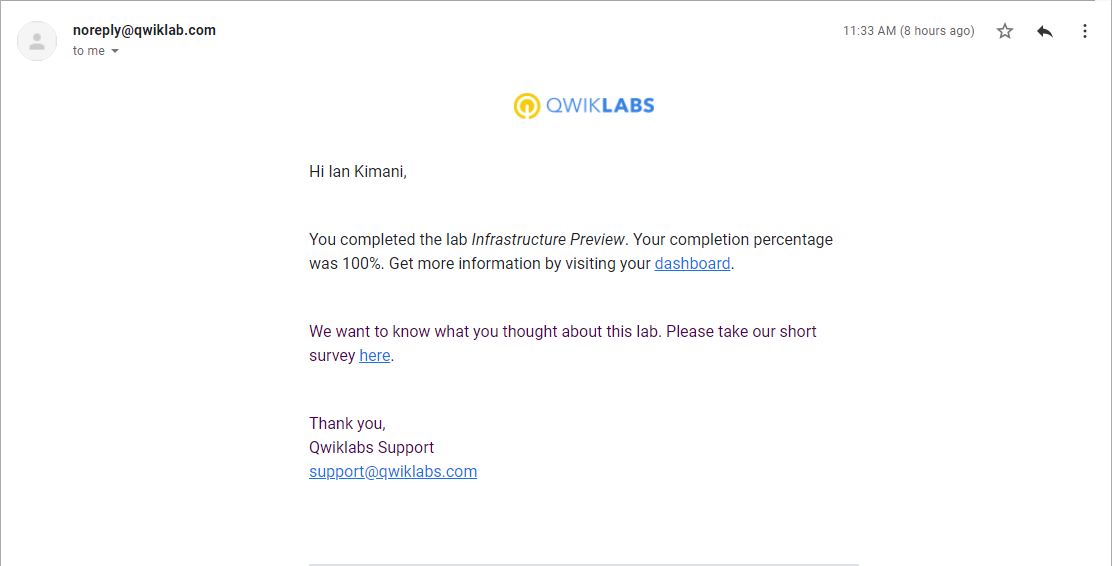 noreply@qwiklab.com
11:33 AM (8 hours ago)
to me
QWIKLABS
Hi Ian Kimani,
You completed the lab Infrastructure Preview. Your completion percentage
was 100%. Get more information by visiting your dashboard.
We want to know what you thought about this lab. Please take our short
survey here.
Thank you,
Qwiklabs Support
support@qwiklabs.com